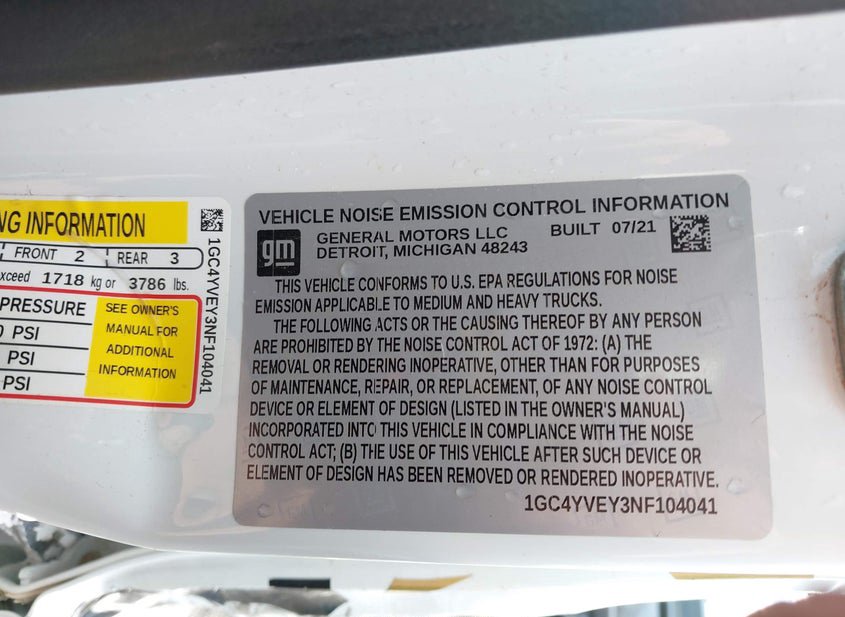 NG INFORMATION
FRONT 2 REAR 3
xceed 1718 kg or 3786 lbs.
PRESSURE
0 PSI
PSI
PSI
SEE OWNER'S
MANUAL FOR
ADDITIONAL
INFORMATION
1GC4YVEY3NF104041
VEHICLE NOISE EMISSION CONTROL INFORMATION
gm
GENERAL MOTORS LLC BUILT 07/21
DETROIT, MICHIGAN 48243
THIS VEHICLE CONFORMS TO U.S. EPA REGULATIONS FOR NOISE
EMISSION APPLICABLE TO MEDIUM AND HEAVY TRUCKS.
THE FOLLOWING ACTS OR THE CAUSING THEREOF BY ANY PERSON
ARE PROHIBITED BY THE NOISE CONTROL ACT OF 1972: (A) THE
REMOVAL OR RENDERING INOPERATIVE, OTHER THAN FOR PURPOSES
OF MAINTENANCE, REPAIR, OR REPLACEMENT, OF ANY NOISE CONTROL
DEVICE OR ELEMENT OF DESIGN (LISTED IN THE OWNER'S MANUAL)
INCORPORATED INTO THIS VEHICLE IN COMPLIANCE WITH THE NOISE
CONTROL ACT; (B) THE USE OF THIS VEHICLE AFTER SUCH DEVICE OR
ELEMENT OF DESIGN HAS BEEN REMOVED OR RENDERED INOPERATIVE.
1GC4YVEY3NF104041